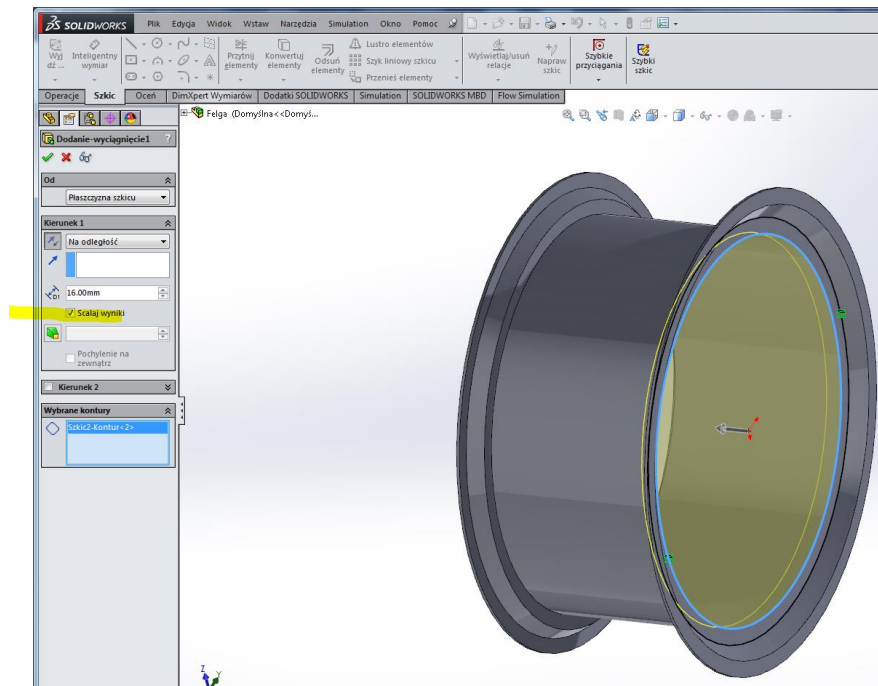 SOLIDWORKS Plik Edycja Widok Wstaw Narzędzia Simulation Okno Pomoc
Wyj dź ...
Inteligentny wymiar
Przytnij elementy
Konwertuj elementy
Odsuń elementy
Lustro elementów
Szyk liniowy szkicu
Przenieś elementy
Wyświetlaj/usuń relacje
Napraw szkic
Szybkie przyciągania
Szybki szkic
Operacje Szkic Oceń DimXpert Wymiarów Dodatki SOLIDWORKS Simulation SOLIDWORKS MBD Flow Simulation
Felga (Domyślna<<Domyś...
Dodanie-wyciągnięcie1 ?
Od
Płaszczyzna szkicu
Kierunek 1
Na odległość
D1 16.00mm
Scalaj wyniki
Pochylenie na zewnątrz
Kierunek 2
Wybrane kontury
Szkic2-Kontur<2>
Z Y